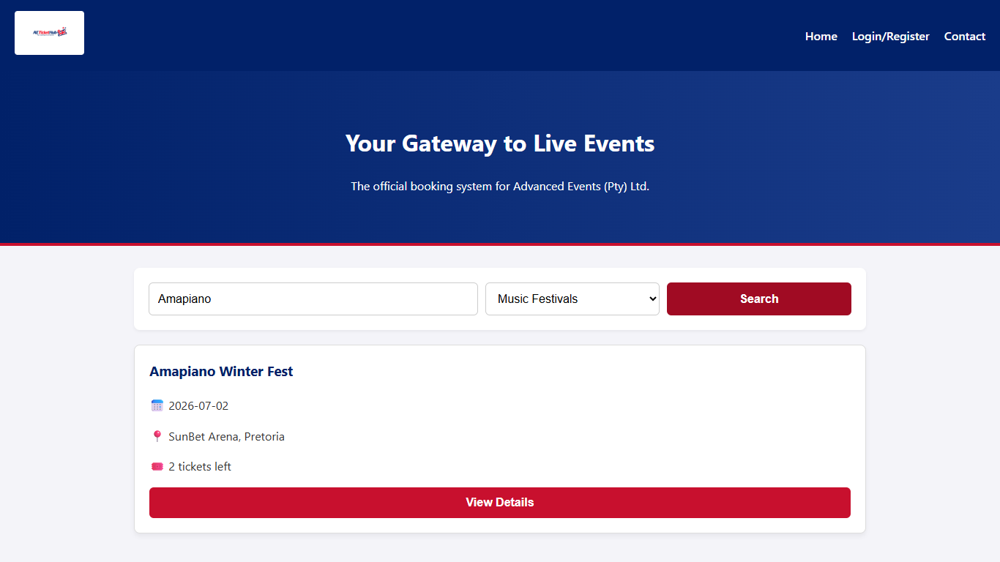 AETicketHub
Home Login/Register Contact
Your Gateway to Live Events
The official booking system for Advanced Events (Pty) Ltd.
Amapiano Music Festivals Search
Amapiano Winter Fest
2026-07-02
SunBet Arena, Pretoria
2 tickets left
View Details